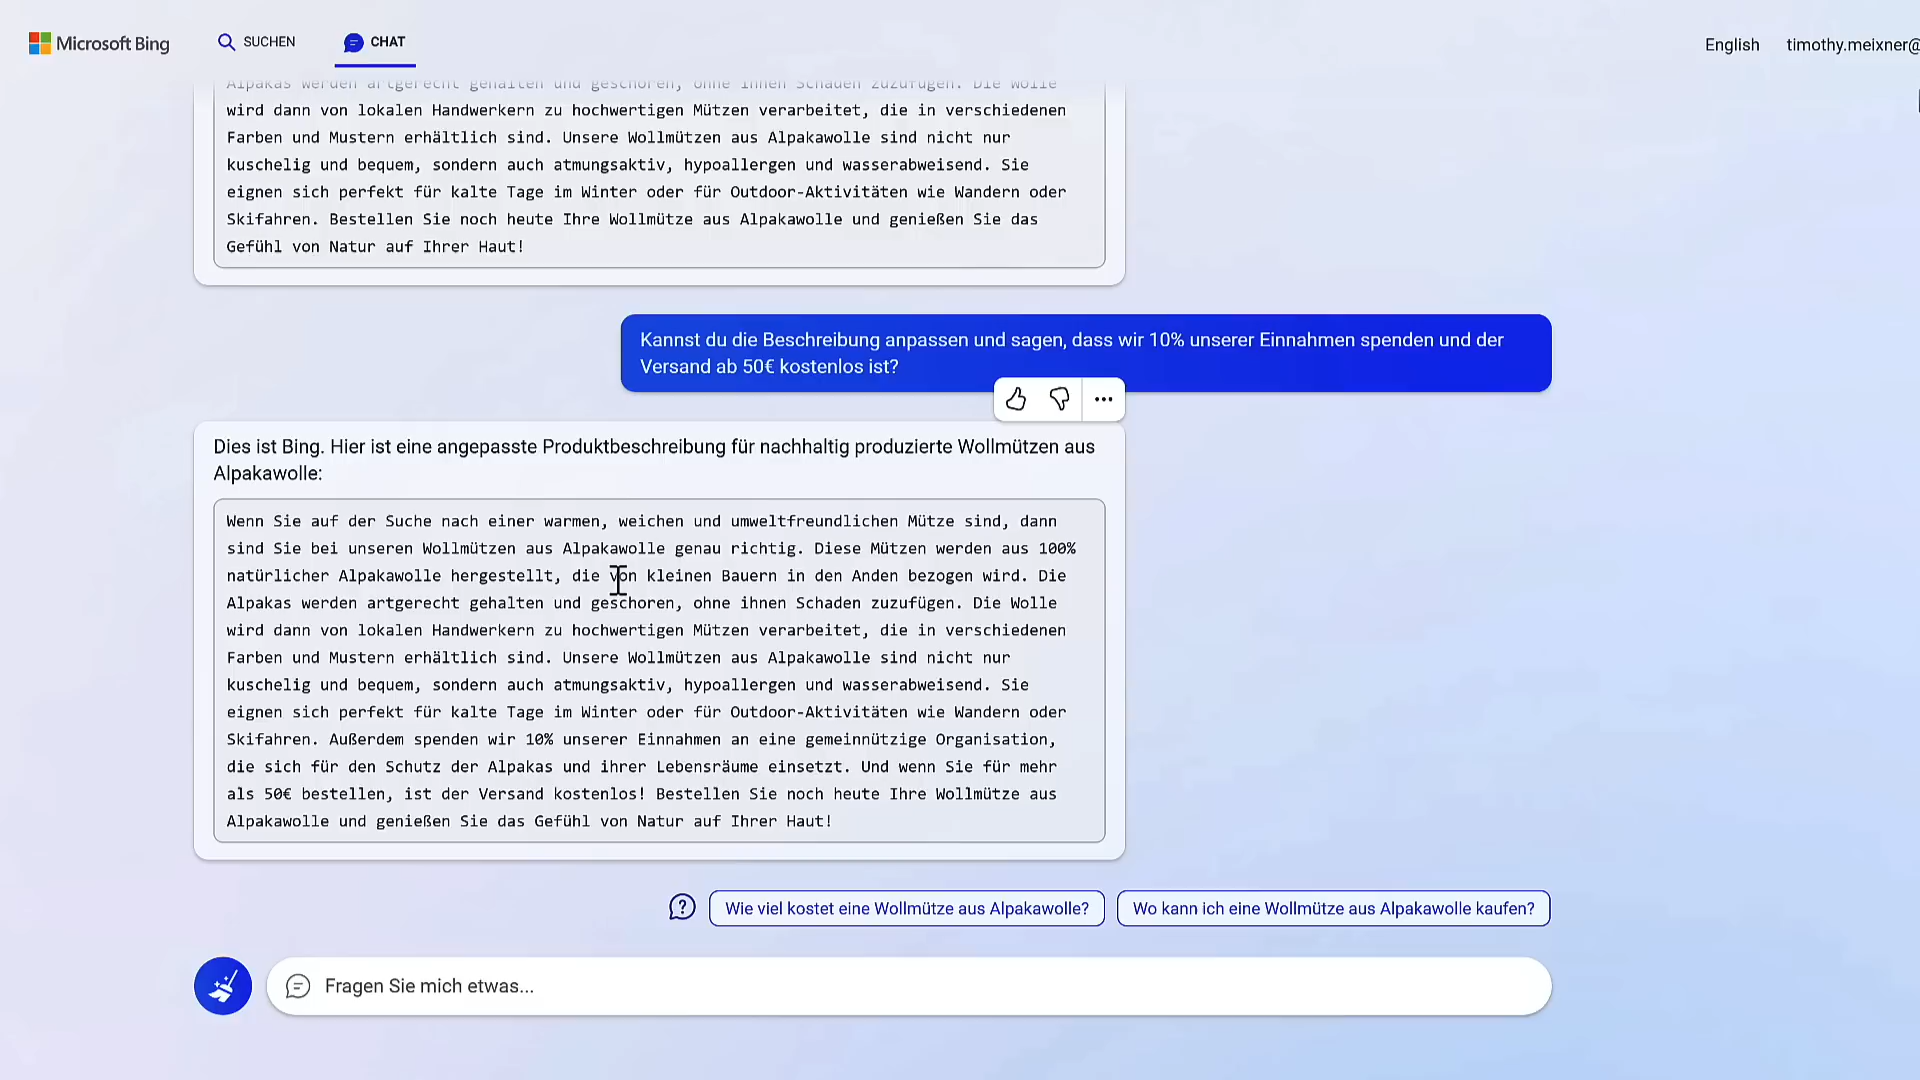 Microsoft Bing
SUCHEN
CHAT
English
timothy.meixner@
Alpakas werden artgerecht gehalten und geschoren, ohne ihnen Schaden zuzufügen. Die Wolle
wird dann von lokalen Handwerkern zu hochwertigen Mützen verarbeitet, die in verschiedenen
Farben und Mustern erhältlich sind. Unsere Wollmützen aus Alpakawolle sind nicht nur
kuschelig und bequem, sondern auch atmungsaktiv, hypoallergen und wasserabweisend. Sie
eignen sich perfekt für kalte Tage im Winter oder für Outdoor-Aktivitäten wie Wandern oder
Skifahren. Bestellen Sie noch heute Ihre Wollmütze aus Alpakawolle und genießen Sie das
Gefühl von Natur auf Ihrer Haut!
Kannst du die Beschreibung anpassen und sagen, dass wir 10% unserer Einnahmen spenden und der
Versand ab 50€ kostenlos ist?
Dies ist Bing. Hier ist eine angepasste Produktbeschreibung für nachhaltig produzierte Wollmützen aus
Alpakawolle:
Wenn Sie auf der Suche nach einer warmen, weichen und umweltfreundlichen Mütze sind, dann
sind Sie bei unseren Wollmützen aus Alpakawolle genau richtig. Diese Mützen werden aus 100%
natürlicher Alpakawolle hergestellt, die von kleinen Bauern in den Anden bezogen wird. Die
Alpakas werden artgerecht gehalten und geschoren, ohne ihnen Schaden zuzufügen. Die Wolle
wird dann von lokalen Handwerkern zu hochwertigen Mützen verarbeitet, die in verschiedenen
Farben und Mustern erhältlich sind. Unsere Wollmützen aus Alpakawolle sind nicht nur
kuschelig und bequem, sondern auch atmungsaktiv, hypoallergen und wasserabweisend. Sie
eignen sich perfekt für kalte Tage im Winter oder für Outdoor-Aktivitäten wie Wandern oder
Skifahren. Außerdem spenden wir 10% unserer Einnahmen an eine gemeinnützige Organisation,
die sich für den Schutz der Alpakas und ihrer Lebensräume einsetzt. Und wenn Sie für mehr
als 50€ bestellen, ist der Versand kostenlos! Bestellen Sie noch heute Ihre Wollmütze aus
Alpakawolle und genießen Sie das Gefühl von Natur auf Ihrer Haut!
Wie viel kostet eine Wollmütze aus Alpakawolle?
Wo kann ich eine Wollmütze aus Alpakawolle kaufen?
Fragen Sie mich etwas...